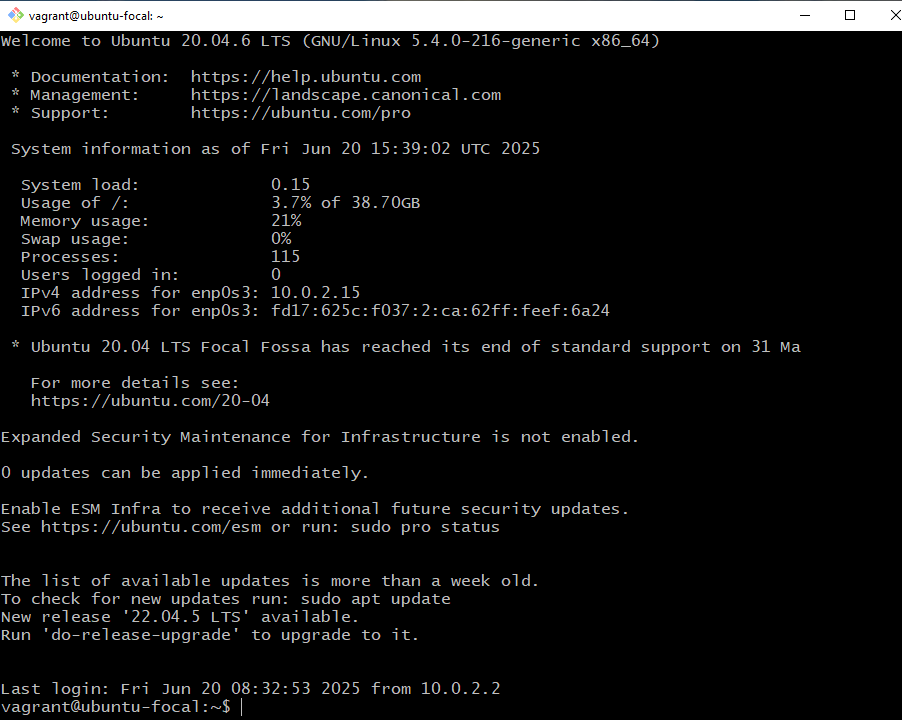 vagrant@ubuntu-focal: ~
Welcome to Ubuntu 20.04.6 LTS (GNU/Linux 5.4.0-216-generic x86_64)
* Documentation:  https://help.ubuntu.com
* Management:     https://landscape.canonical.com
* Support:        https://ubuntu.com/pro
System information as of Fri Jun 20 15:39:02 UTC 2025
System load:             0.15
Usage of /:              3.7% of 38.70GB
Memory usage:            21%
Swap usage:              0%
Processes:               115
Users logged in:         0
IPv4 address for enp0s3: 10.0.2.15
IPv6 address for enp0s3: fd17:625c:f037:2:ca:62ff:feef:6a24
* Ubuntu 20.04 LTS Focal Fossa has reached its end of standard support on 31 Ma
For more details see:
https://ubuntu.com/20-04
Expanded Security Maintenance for Infrastructure is not enabled.
0 updates can be applied immediately.
Enable ESM Infra to receive additional future security updates.
See https://ubuntu.com/esm or run: sudo pro status
The list of available updates is more than a week old.
To check for new updates run: sudo apt update
New release '22.04.5 LTS' available.
Run 'do-release-upgrade' to upgrade to it.
Last login: Fri Jun 20 08:32:53 2025 from 10.0.2.2
vagrant@ubuntu-focal:~$